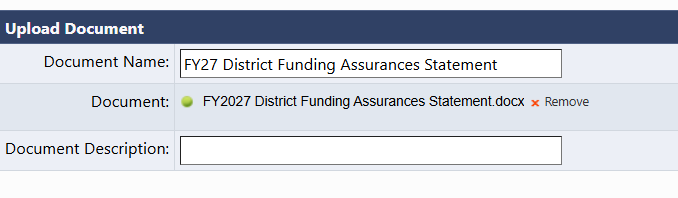 Upload Document
Document Name: FY27 District Funding Assurances Statement
Document: FY2027 District Funding Assurances Statement.docx × Remove
Document Description: